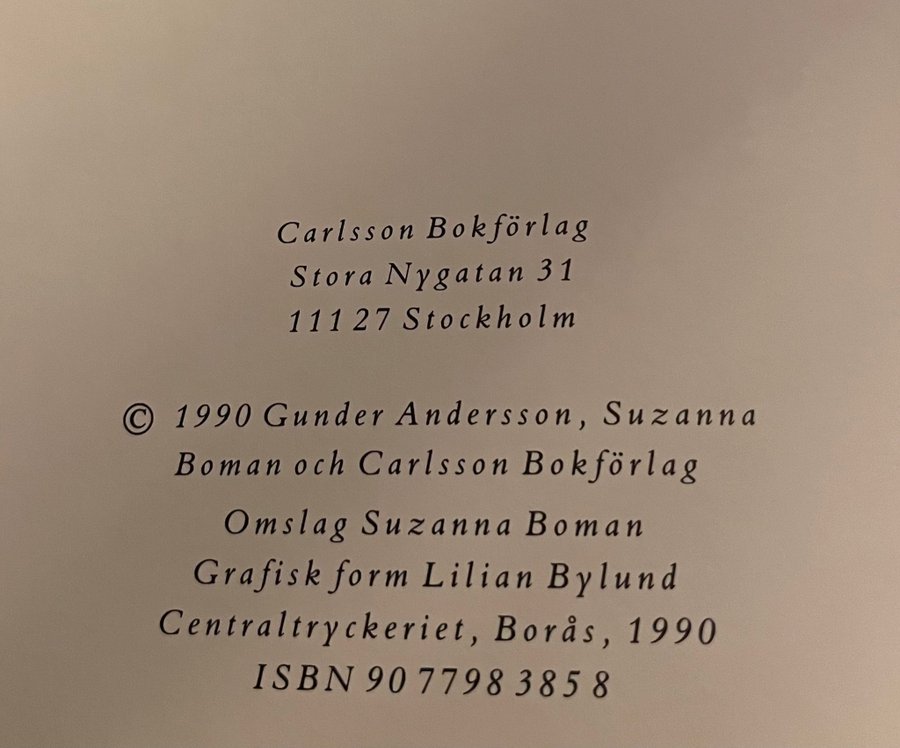 Carlsson Bokförlag
Stora Nygatan 31
111 27 Stockholm
© 1990 Gunder Andersson, Suzanna
Boman och Carlsson Bokförlag
Omslag Suzanna Boman
Grafisk form Lilian Bylund
Centraltryckeriet, Borås, 1990
ISBN 90 7798 385 8